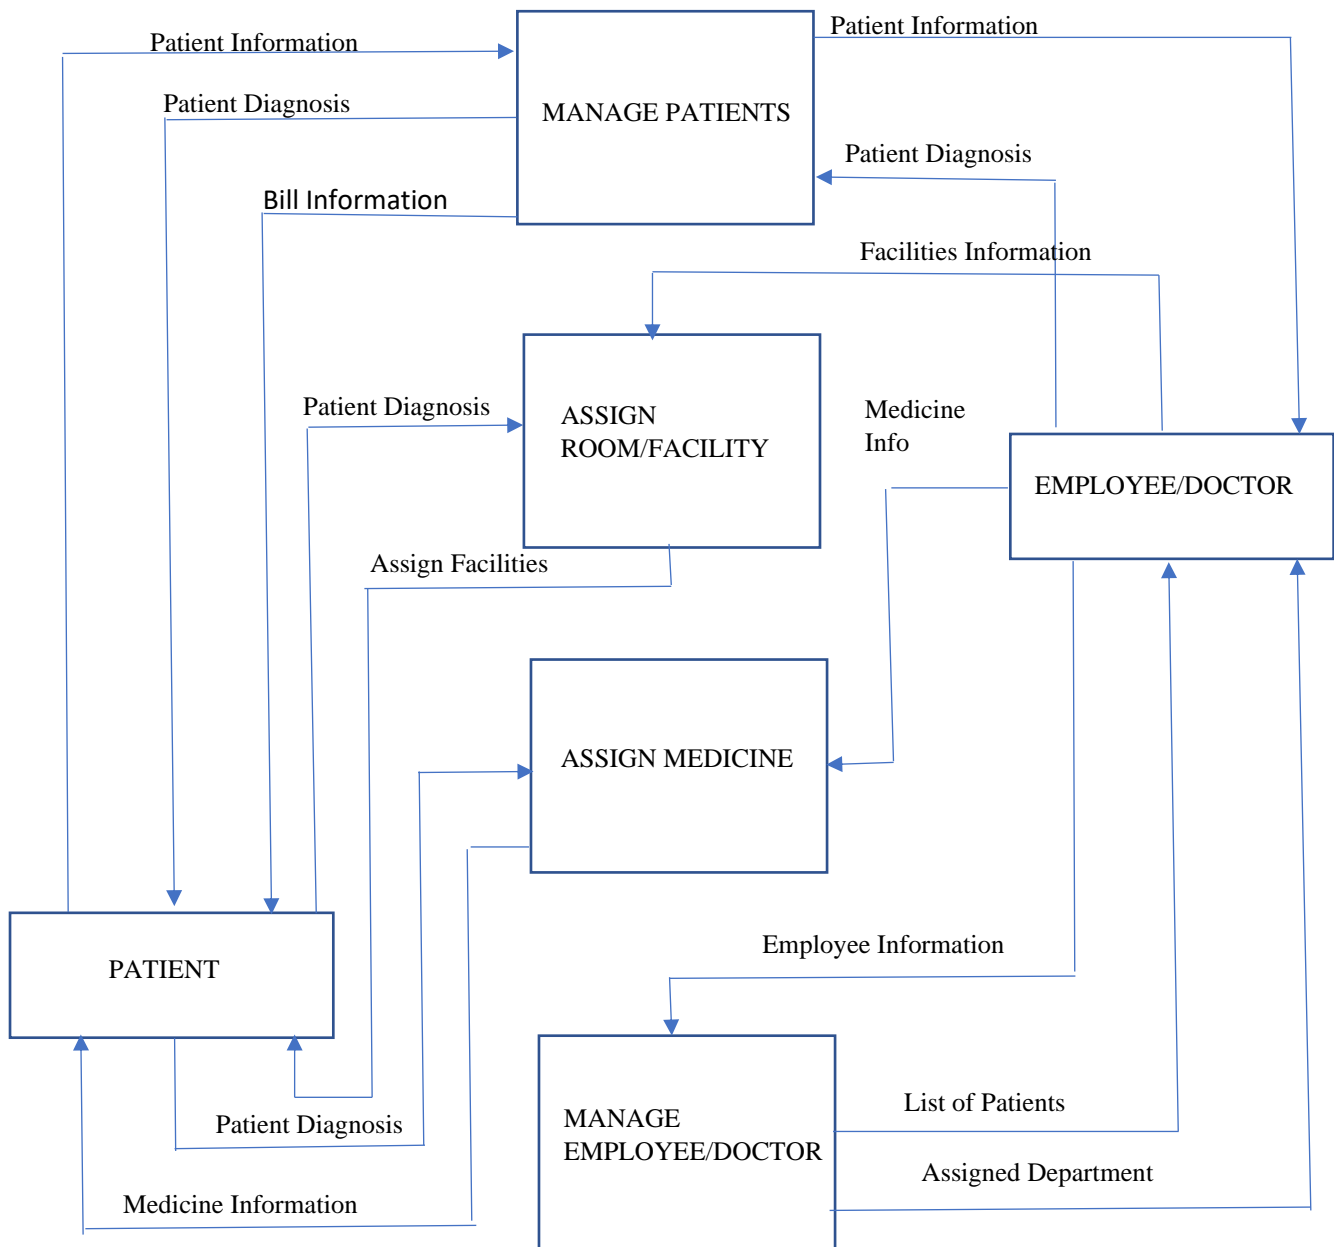 Patient Information
Patient Information
Patient Diagnosis
MANAGE PATIENTS
Patient Diagnosis
Bill Information
Facilities Information
Patient Diagnosis
ASSIGN
ROOM/FACILITY
Medicine
Info
EMPLOYEE/DOCTOR
Assign Facilities
ASSIGN MEDICINE
Employee Information
PATIENT
List of Patients
Patient Diagnosis
MANAGE
EMPLOYEE/DOCTOR
Assigned Department
Medicine Information